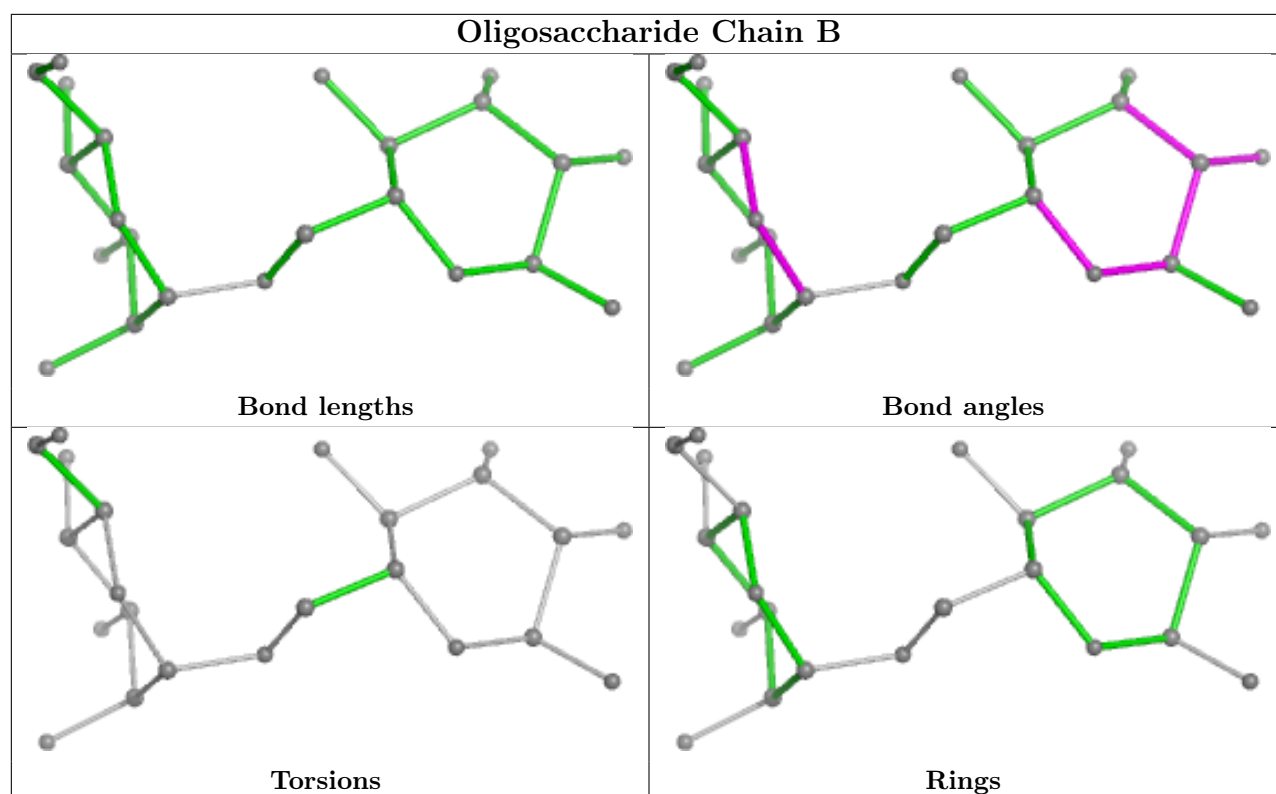 Oligosaccharide Chain B
Bond lengths
Bond angles
Torsions
Rings